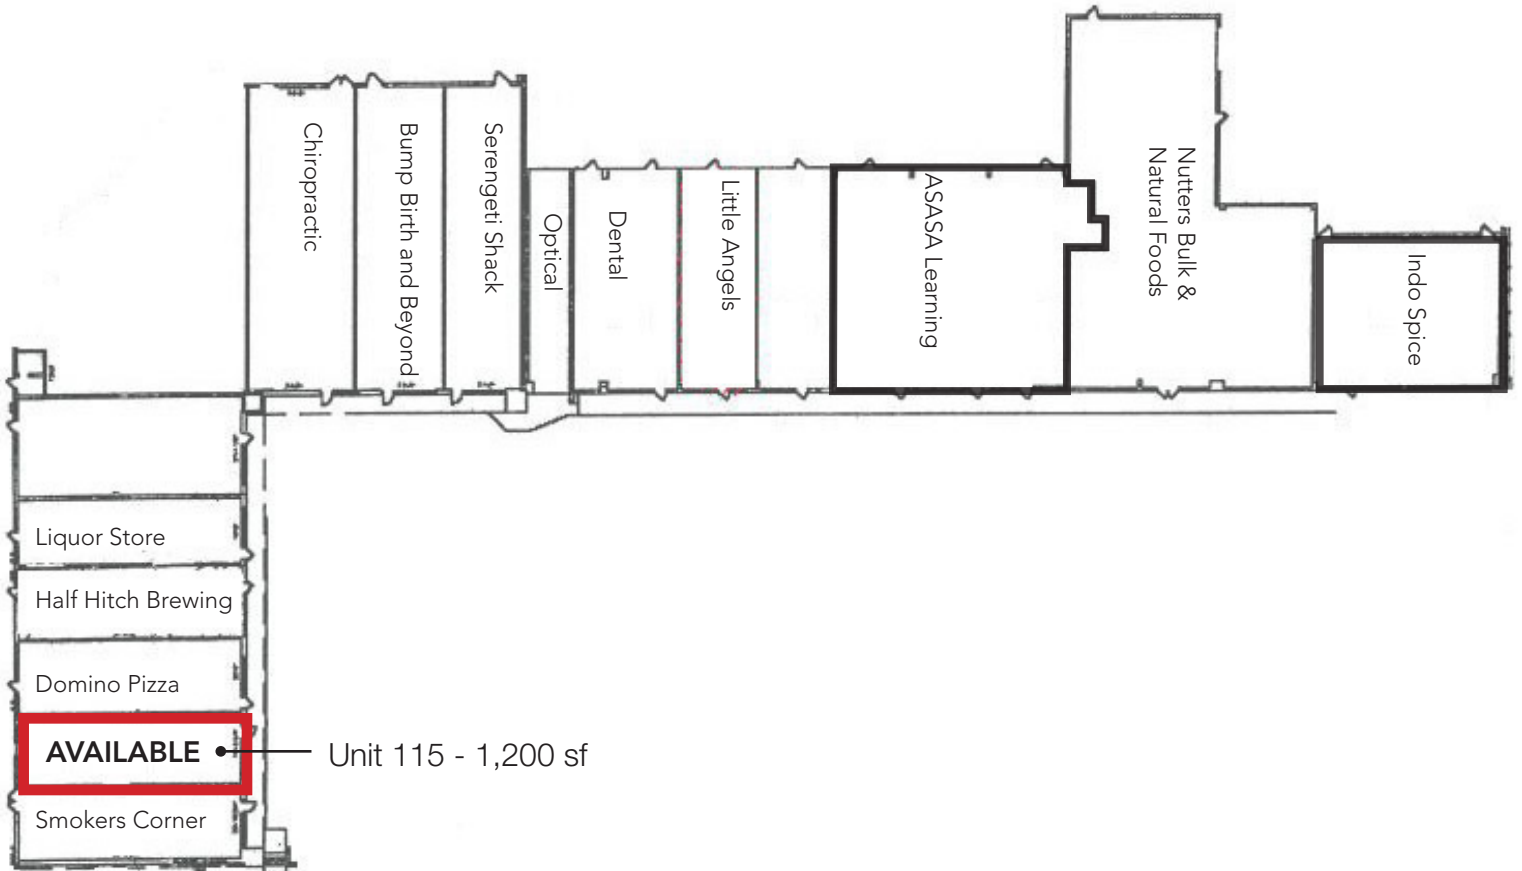 Chiropractic
Bump Birth and Beyond
Serengeti Shack
Optical
Dental
Little Angels
ASASA Learning
Nutters Bulk &
Natural Foods
Indo Spice
Liquor Store
Half Hitch Brewing
Domino Pizza
AVAILABLE
Unit 115 - 1,200 sf
Smokers Corner